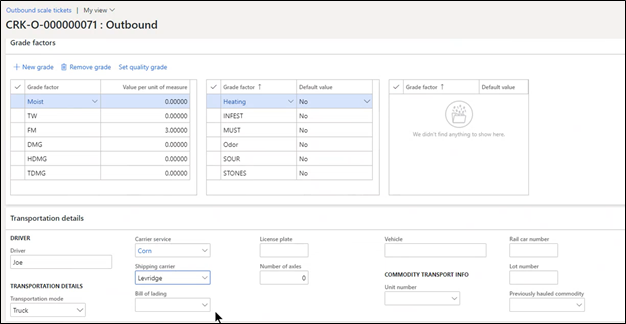 Outbound scale tickets | My view
CRK-O-000000071 : Outbound
Grade factors
New grade Remove grade Set quality grade
Grade factor Value per unit of measure
Moist 0.00000
TW 0.00000
FM 3.00000
DMG 0.00000
HDMG 0.00000
TDMG 0.00000
Grade factor Default value
Heating No
INFEST No
MUST No
Odor No
SOUR No
STONES No
Grade factor Default value
We didn't find anything to show here.
Transportation details
DRIVER
Driver
Joe
TRANSPORTATION DETAILS
Transportation mode
Truck
Carrier service
Corn
Shipping carrier
Levridge
Bill of lading
License plate
Number of axles
0
Vehicle
COMMODITY TRANSPORT INFO
Unit number
Rail car number
Lot number
Previously hauled commodity